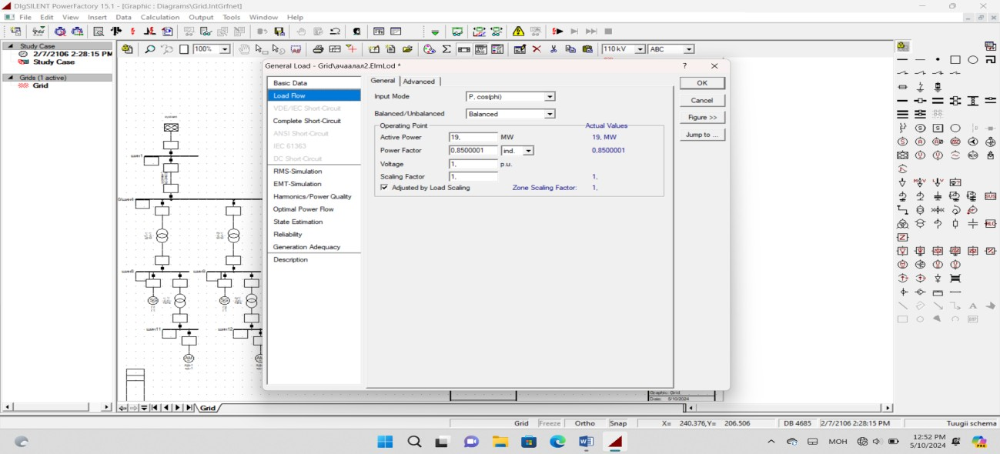 DIgSILENT PowerFactory 15.1 - [Graphic : Diagrams\Grid.IntGrfnet]
File Edit View Insert Data Calculation Output Tools Window Help
100% 110 kV ABC
Study Case
2/7/2106 2:28:15 PM
Study Case
Grids (1 active)
Grid
General Load - Grid\ачаалал2.ElmLod *
? ×
Basic Data
Load Flow
VDE/IEC Short-Circuit
Complete Short-Circuit
ANSI Short-Circuit
IEC 61363
DC Short-Circuit
RMS-Simulation
EMT-Simulation
Harmonics/Power Quality
Optimal Power Flow
State Estimation
Reliability
Generation Adequacy
Description
General Advanced
Input Mode P, cos(phi)
Balanced/Unbalanced Balanced
Operating Point Actual Values
Active Power 19, MW 19, MW
Power Factor 0,8500001 ind. 0,8500001
Voltage 1, p.u.
Scaling Factor 1, 1,
Adjusted by Load Scaling Zone Scaling Factor: 1,
OK
Cancel
Figure >>
Jump to ...
Grid
Graphic: Grid
Date: 5/10/2024
Grid Freeze Ortho Snap X= 240.376,Y= 206.506 DB 4685 2/7/2106 2:28:15 PM Tuugii schema
МОН 12:52 PM
5/10/2024